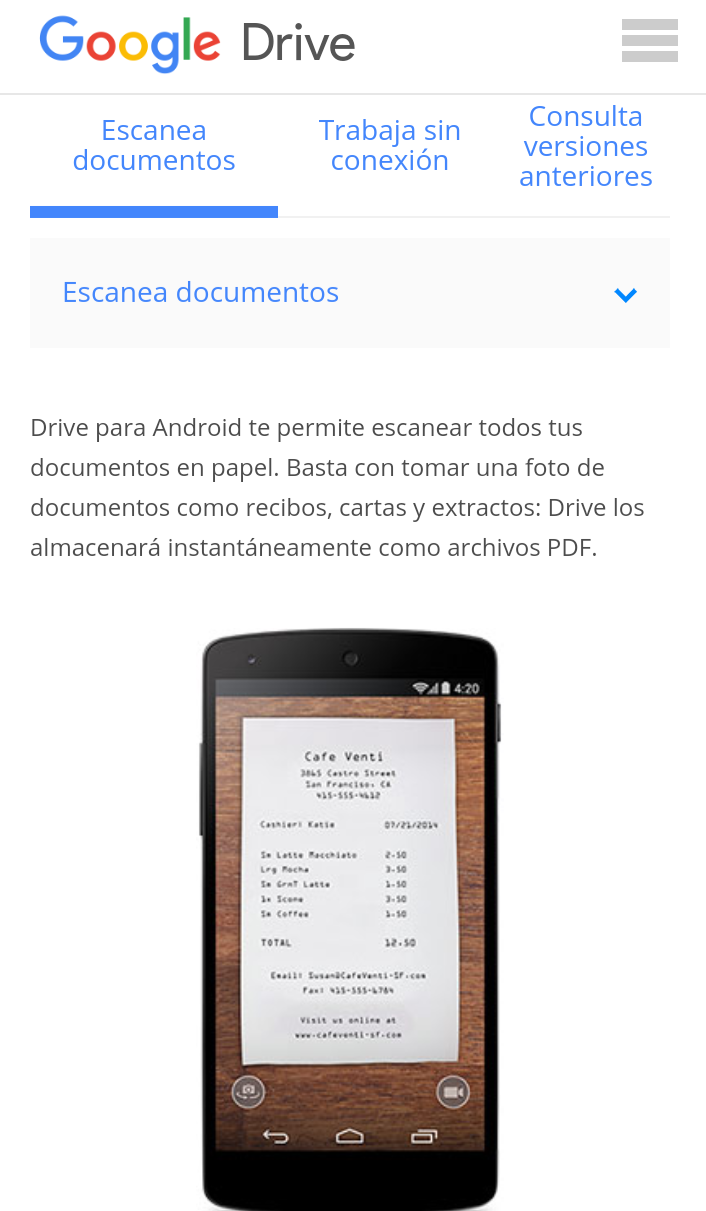 Google Drive
Escanea
documentos
Trabaja sin
conexión
Consulta
versiones
anteriores
Escanea documentos
Drive para Android te permite escanear todos tus
documentos en papel. Basta con tomar una foto de
documentos como recibos, cartas y extractos: Drive los
almacenará instantáneamente como archivos PDF.
4:20
Cafe Venti
3865 Castro Street
San Franciso, CA
415-555-4612
Cashier: Katie 07/21/2014
Sm Latte Macchiato 2.50
Lrg Mocha 3.50
Sm GrnT Latte 1.50
1x Scone 3.50
Sm Coffee 1.50
TOTAL 12.50
Email: Susan@CafeVenti-SF.com
Fax: 415-555-6784
Visit us online at
www.cafeventi-sf.com